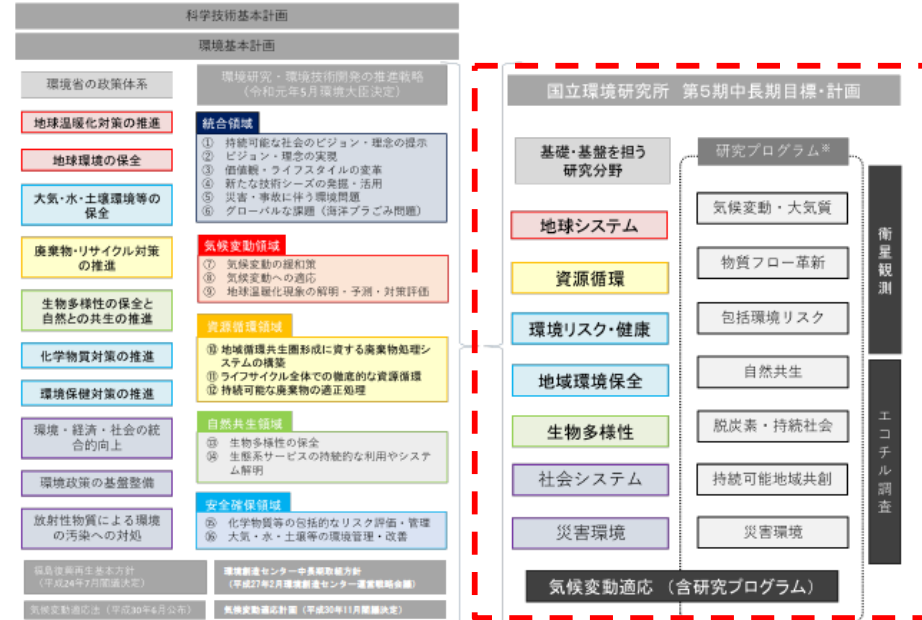 科学技術基本計画
環境基本計画
環境省の政策体系
地球温暖化対策の推進
地球環境の保全
大気・水・土壌環境等の
保全
廃棄物・リサイクル対策
の推進
生物多様性の保全と
自然との共生の推進
化学物質対策の推進
環境保健対策の推進
環境・経済・社会の統
合的向上
環境政策の基盤整備
放射性物質による環境
の汚染への対処
環境研究・環境技術開発の推進戦略
(令和元年5月環境大臣決定)
統合領域
① 持続可能な社会のビジョン・理念の提示
② ビジョン・理念の実現
③ 価値観・ライフスタイルの変革
④ 新たな技術シーズの発掘・活用
⑤ 災害・事故に伴う環境問題
⑥ グローバルな課題(海洋プラごみ問題)
気候変動領域
⑦ 気候変動の緩和策
⑧ 気候変動への適応
⑨ 地球温暖化現象の解明・予測・対策評価
資源循環領域
⑩ 地域循環共生圏形成に資する廃棄物処理シ
ステムの構築
⑪ ライフサイクル全体での徹底的な資源循環
⑫ 持続可能な廃棄物の適正処理
自然共生領域
⑬ 生物多様性の保全
⑭ 生態系サービスの持続的な利用やシステ
ム解明
安全確保領域
⑮ 化学物質等の包括的なリスク評価・管理
⑯ 大気・水・土壌等の環境管理・改善
福島復興再生基本方針
(平成24年7月閣議決定)
環境創造センター中長期取組方針
(平成27年2月環境創造センター運営戦略会議)
気候変動適応法(平成30年6月公布)
気候変動適応計画(平成30年11月閣議決定)
国立環境研究所 第5期中長期目標・計画
基礎・基盤を担う
研究分野
地球システム
資源循環
環境リスク・健康
地域環境保全
生物多様性
社会システム
災害環境
研究プログラム※
気候変動・大気質
物質フロー革新
包括環境リスク
自然共生
脱炭素・持続社会
持続可能地域共創
災害環境
気候変動適応 (含研究プログラム)
衛星観測
エコチル調査